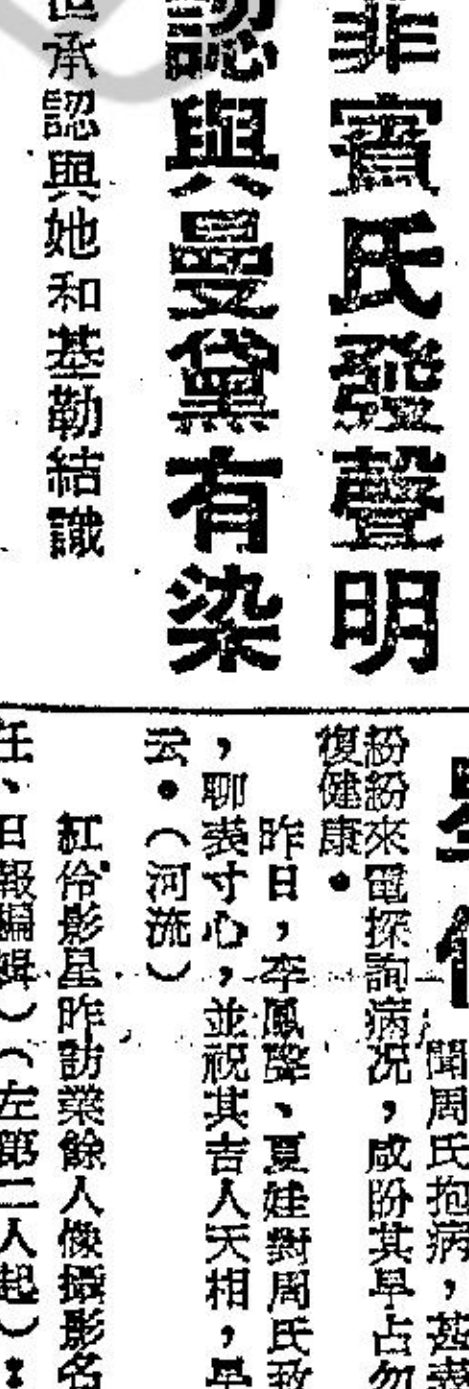 非賓氏發聲明
認與曼黛有染
承認與她和基勒結識
聞周氏抱病，甚表
紛紛來電探詢病况，咸盼其早占勿
復健康。
昨日，李鳳聲、夏娃對周氏致
，聊表寸心，並祝其吉人天相，早
云。（河流）
紅伶影星昨訪業餘人像攝影名
任、日報編輯）（左第二人起）：